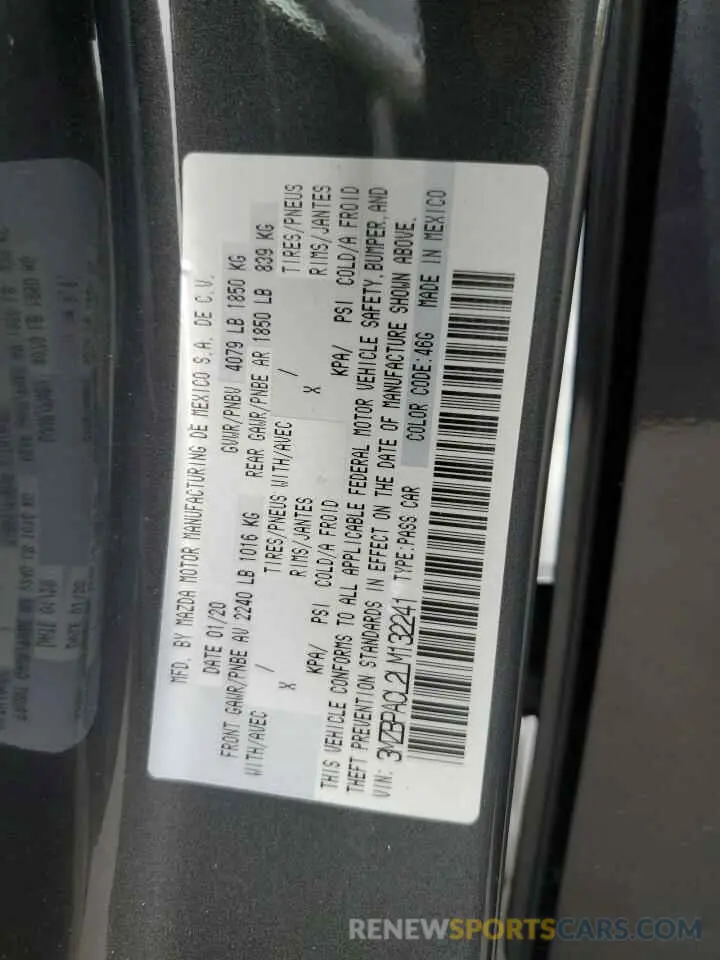 MFD. BY MAZDA MOTOR MANUFACTURING DE MEXICO S.A. DE C.V.
DATE 01/20 GVWR/PNBV 4079 LB 1850 KG
FRONT GAWR/PNBE AV 2240 LB 1016 KG REAR GAWR/PNBE AR 1850 LB 839 KG
WITH/AVEC / TIRES/PNEUS WITH/AVEC / TIRES/PNEUS
X RIMS/JANTES X RIMS/JANTES
KPA/ PSI COLD/A FROID KPA/ PSI COLD/A FROID
THIS VEHICLE CONFORMS TO ALL APPLICABLE FEDERAL MOTOR VEHICLE SAFETY, BUMPER, AND
THEFT PREVENTION STANDARDS IN EFFECT ON THE DATE OF MANUFACTURE SHOWN ABOVE.
VIN: 3MZBPACL2LM132241 TYPE:PASS CAR COLOR CODE:46G MADE IN MEXICO
RENEWSPORTSCARS.COM